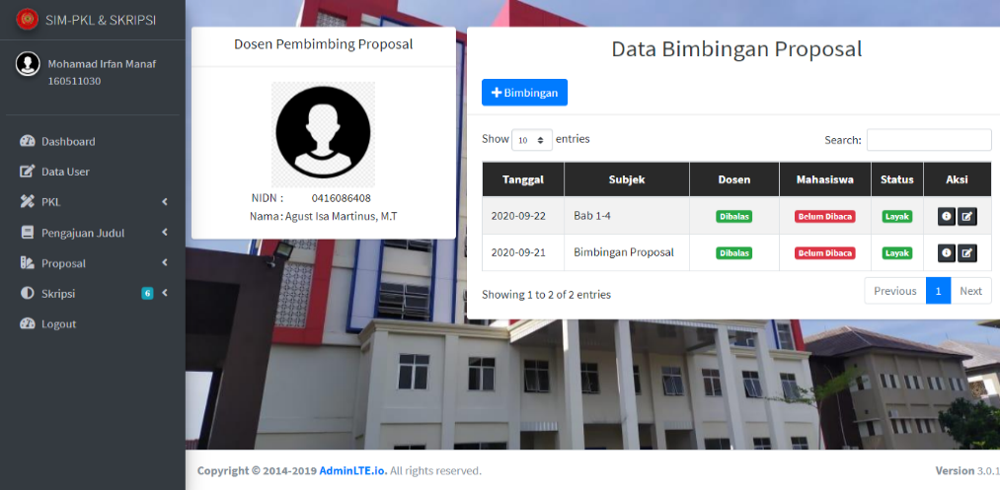 SIM-PKL & SKRIPSI
Mohamad Irfan Manaf
160511030
Dashboard
Data User
PKL
Pengajuan Judul
Proposal
Skripsi 6
Logout
Dosen Pembimbing Proposal
NIDN : 0416086408
Nama : Agust Isa Martinus, M.T
Data Bimbingan Proposal
Bimbingan
Show 10 entries Search:
Tanggal Subjek Dosen Mahasiswa Status Aksi
2020-09-22 Bab 1-4 Dibalas Belum Dibaca Layak
2020-09-21 Bimbingan Proposal Dibalas Belum Dibaca Layak
Showing 1 to 2 of 2 entries Previous 1 Next
Copyright © 2014-2019 AdminLTE.io. All rights reserved. Version 3.0.1